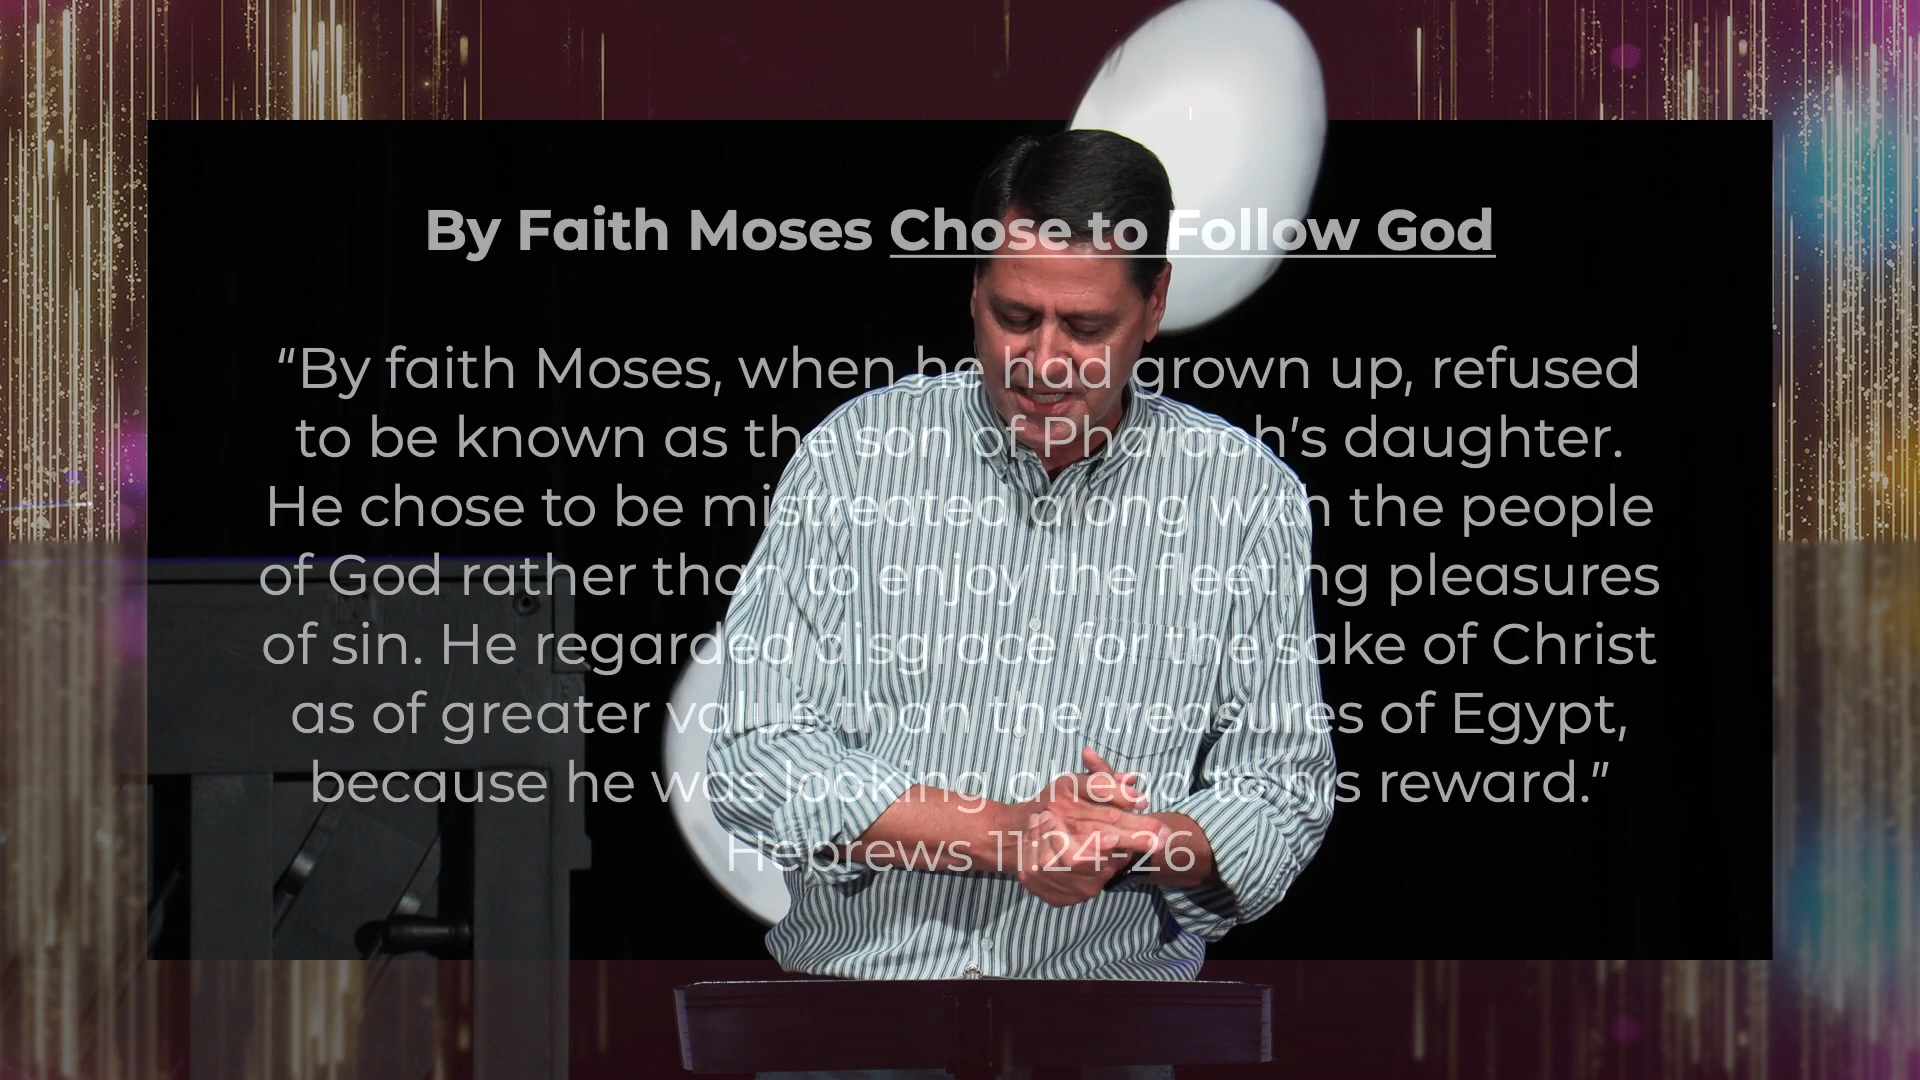 By Faith Moses Chose to Follow God
“By faith Moses, when he had grown up, refused
to be known as the son of Pharaoh’s daughter.
He chose to be mistreated along with the people
of God rather than to enjoy the fleeting pleasures
of sin. He regarded disgrace for the sake of Christ
as of greater value than the treasures of Egypt,
because he was looking ahead to his reward.”
Hebrews 11:24-26